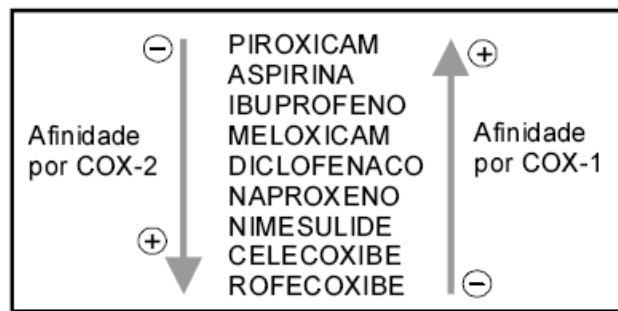 −
PIROXICAM
+
ASPIRINA
IBUPROFENO
Afinidade
por COX-2
MELOXICAM
DICLOFENACO
Afinidade
por COX-1
NAPROXENO
+
NIMESULIDE
CELECOXIBE
ROFECOXIBE
−